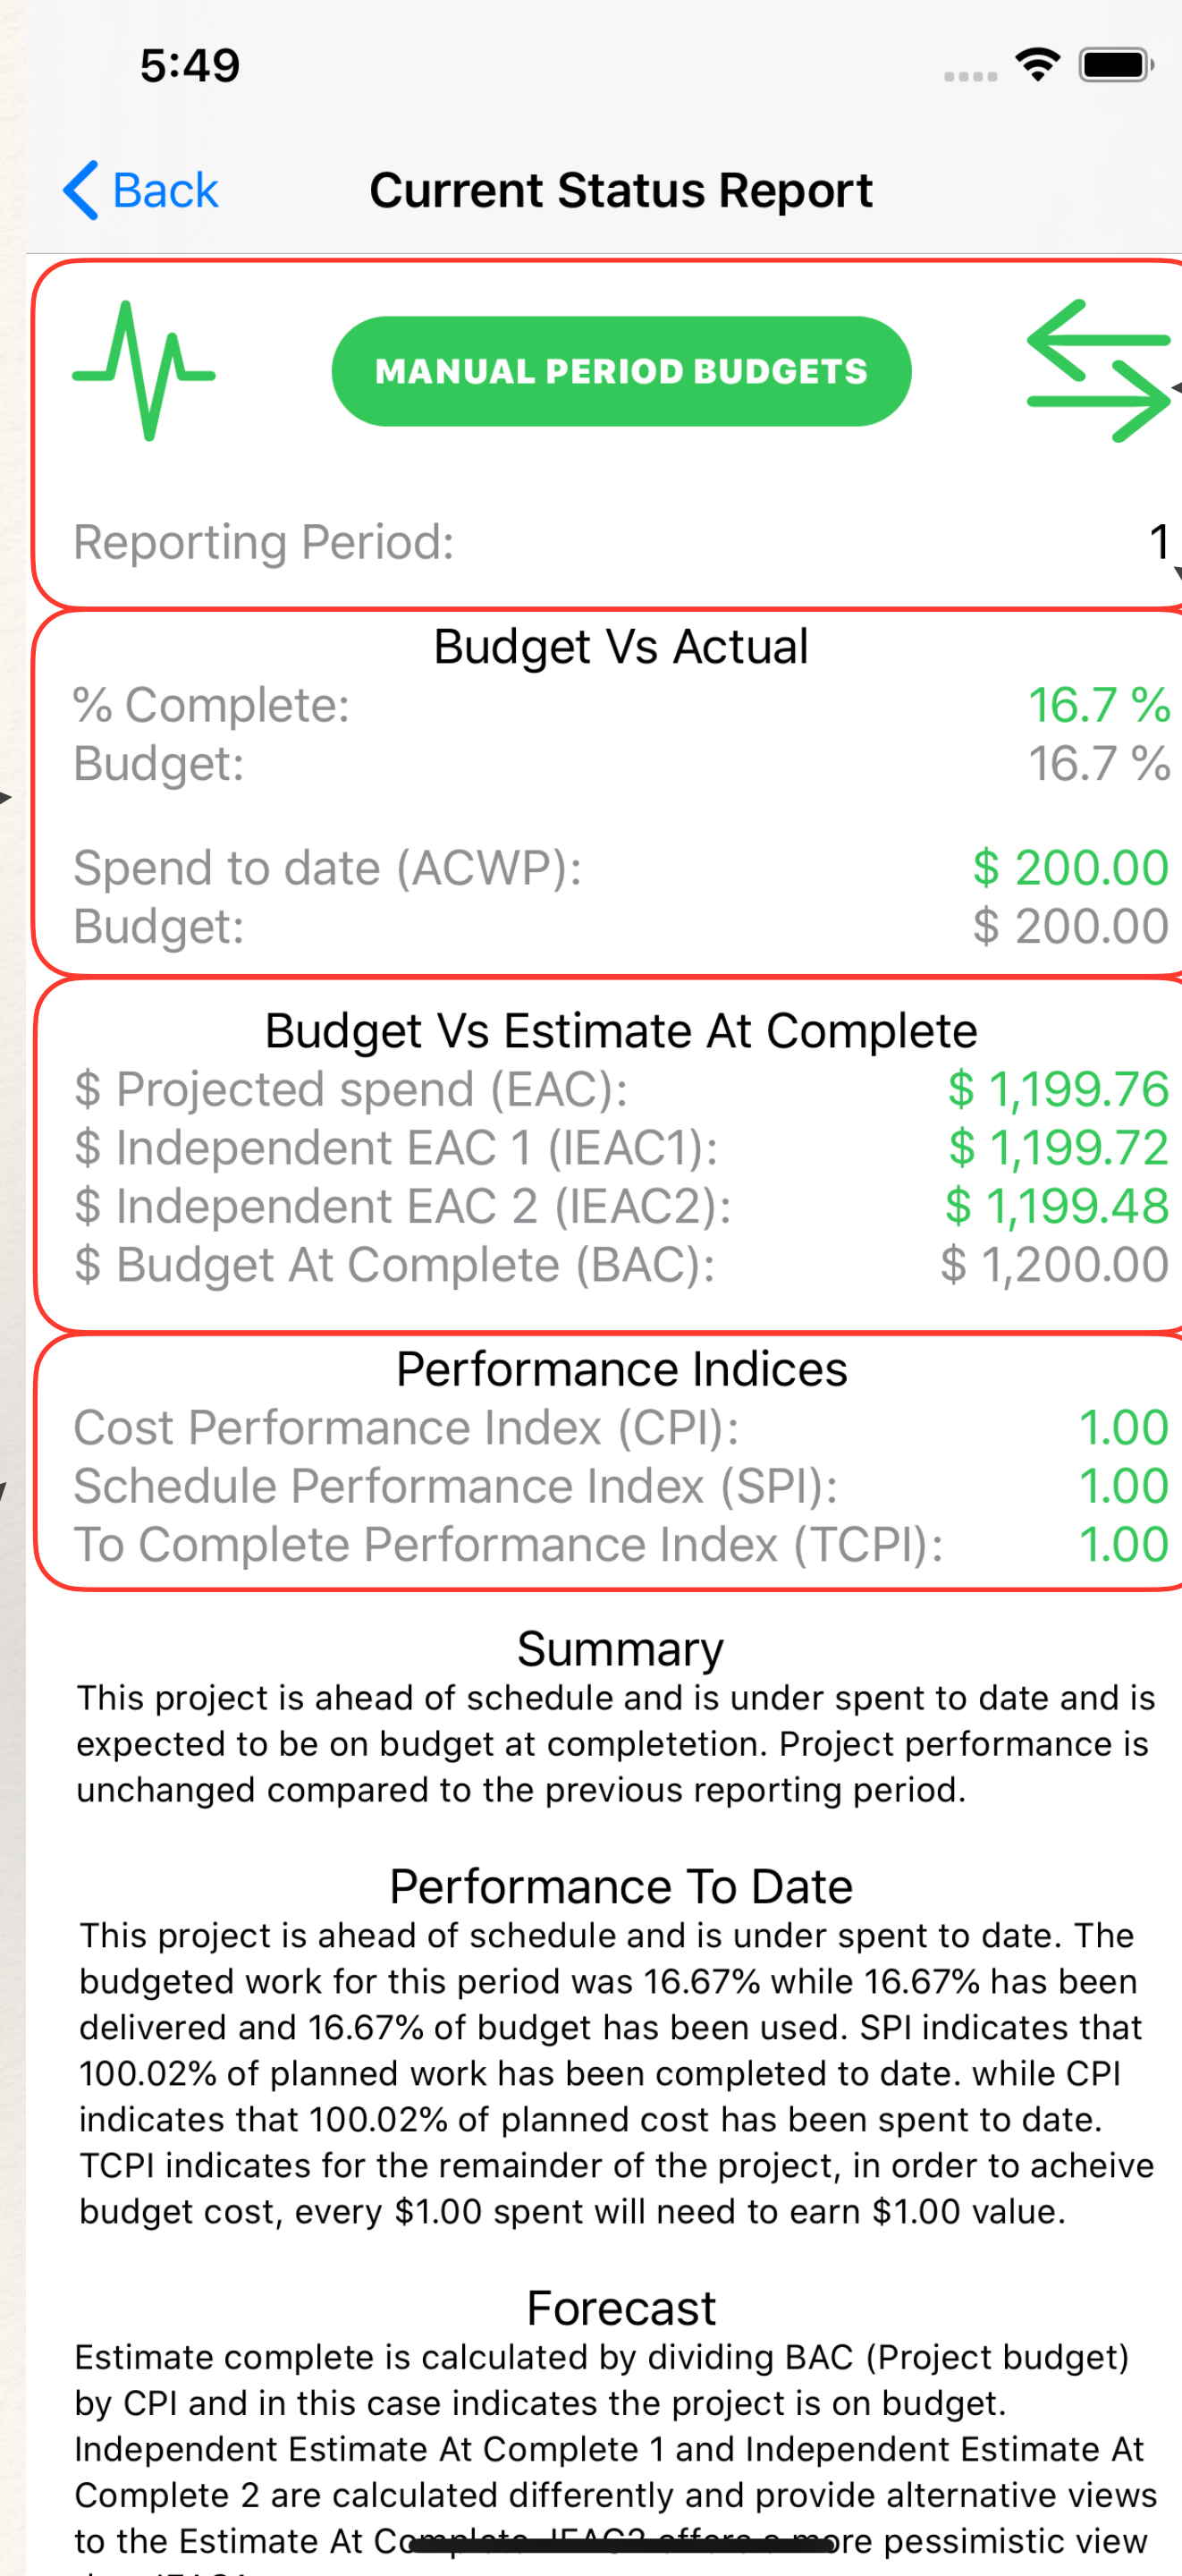 5:49
Back
Current Status Report
MANUAL PERIOD BUDGETS
Reporting Period: 1
Budget Vs Actual
% Complete: 16.7 %
Budget: 16.7 %
Spend to date (ACWP): $ 200.00
Budget: $ 200.00
Budget Vs Estimate At Complete
$ Projected spend (EAC): $ 1,199.76
$ Independent EAC 1 (IEAC1): $ 1,199.72
$ Independent EAC 2 (IEAC2): $ 1,199.48
$ Budget At Complete (BAC): $ 1,200.00
Performance Indices
Cost Performance Index (CPI): 1.00
Schedule Performance Index (SPI): 1.00
To Complete Performance Index (TCPI): 1.00
Summary
This project is ahead of schedule and is under spent to date and is
expected to be on budget at completetion. Project performance is
unchanged compared to the previous reporting period.
Performance To Date
This project is ahead of schedule and is under spent to date. The
budgeted work for this period was 16.67% while 16.67% has been
delivered and 16.67% of budget has been used. SPI indicates that
100.02% of planned work has been completed to date. while CPI
indicates that 100.02% of planned cost has been spent to date.
TCPI indicates for the remainder of the project, in order to acheive
budget cost, every $1.00 spent will need to earn $1.00 value.
Forecast
Estimate complete is calculated by dividing BAC (Project budget)
by CPI and in this case indicates the project is on budget.
Independent Estimate At Complete 1 and Independent Estimate At
Complete 2 are calculated differently and provide alternative views
to the Estimate At Complete. IEAC2 offers a more pessimistic view